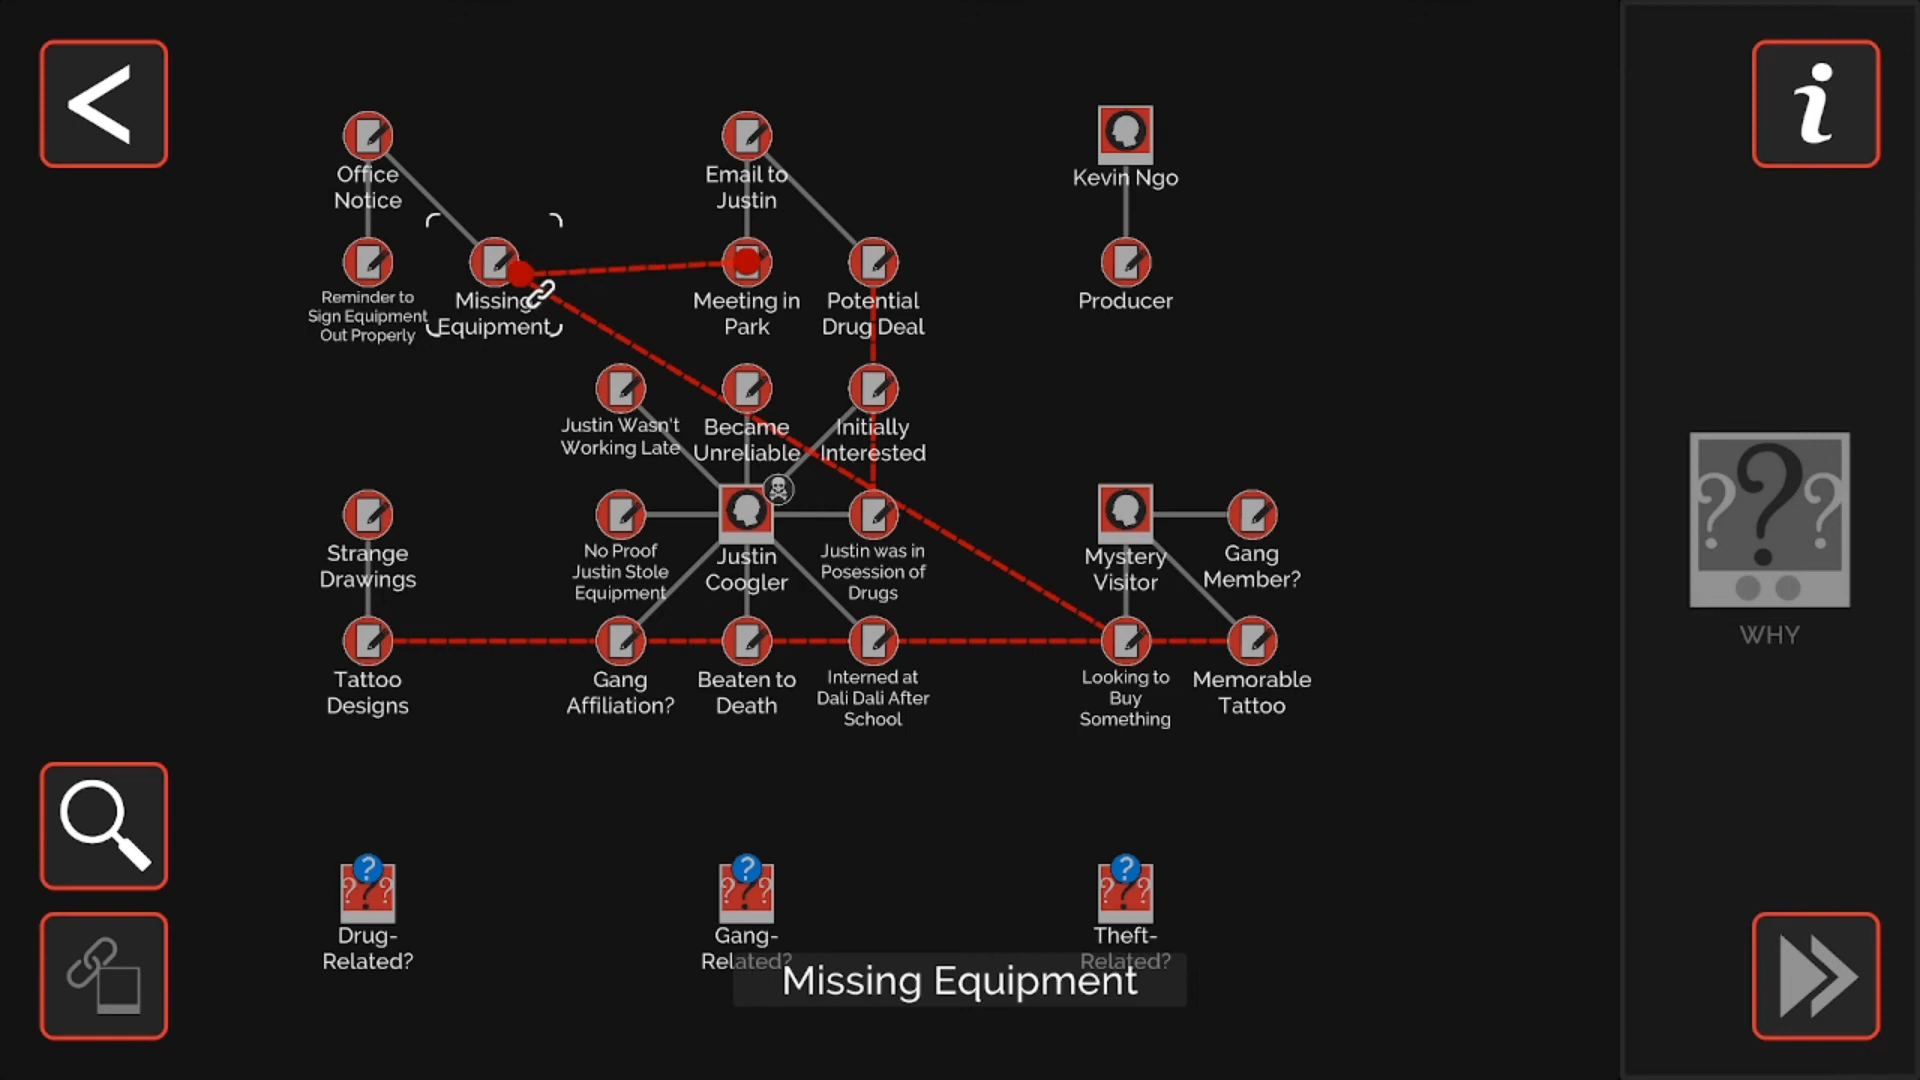 Office
Notice
Email to
Justin
Kevin Ngo
Reminder to
Sign Equipment
Out Properly
Missing
Equipment
Meeting in
Park
Potential
Drug Deal
Producer
Justin Wasn't
Working Late
Became
Unreliable
Initially
Interested
Strange
Drawings
No Proof
Justin Stole
Equipment
Justin
Coogler
Justin was in
Posession of
Drugs
Mystery
Visitor
Gang
Member?
WHY
Tattoo
Designs
Gang
Affiliation?
Beaten to
Death
Interned at
Dali Dali After
School
Looking to
Buy
Something
Memorable
Tattoo
Drug-
Related?
Gang-
Related?
Theft-
Related?
Missing Equipment